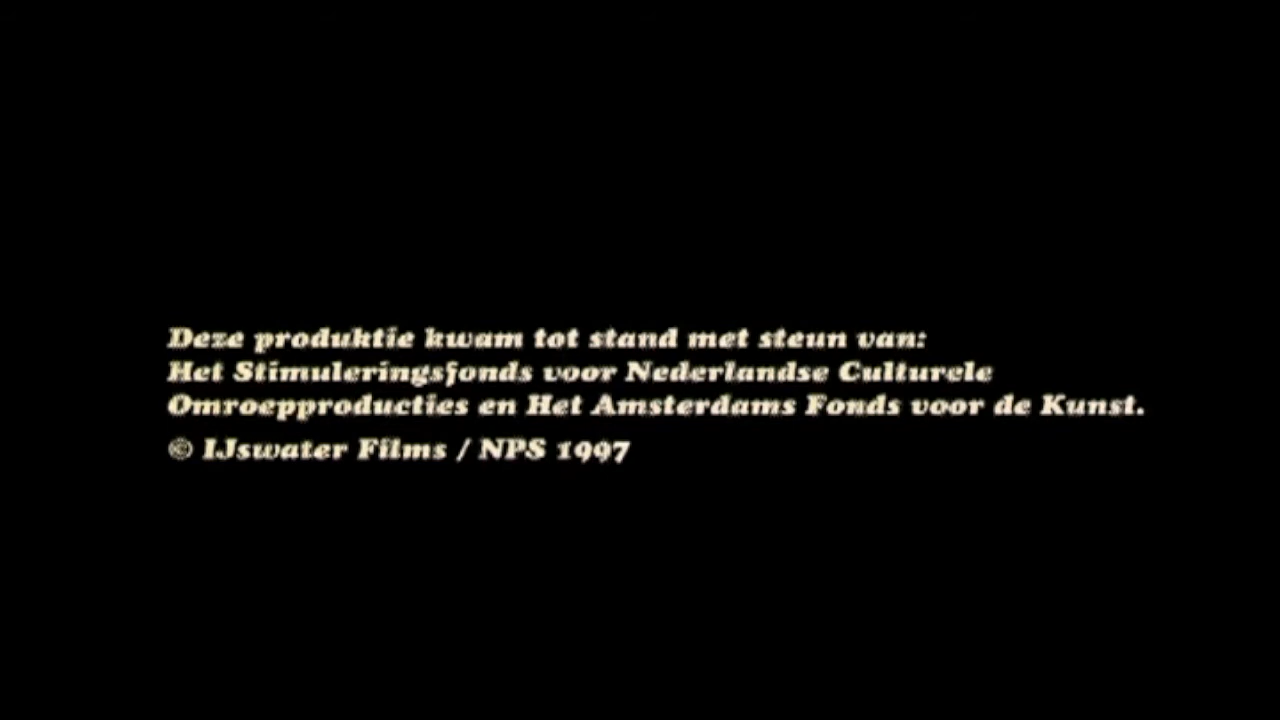 Deze produktie kwam tot stand met steun van:
Het Stimuleringsfonds voor Nederlandse Culturele
Omroepproducties en Het Amsterdams Fonds voor de Kunst.
© IJswater Films / NPS 1997